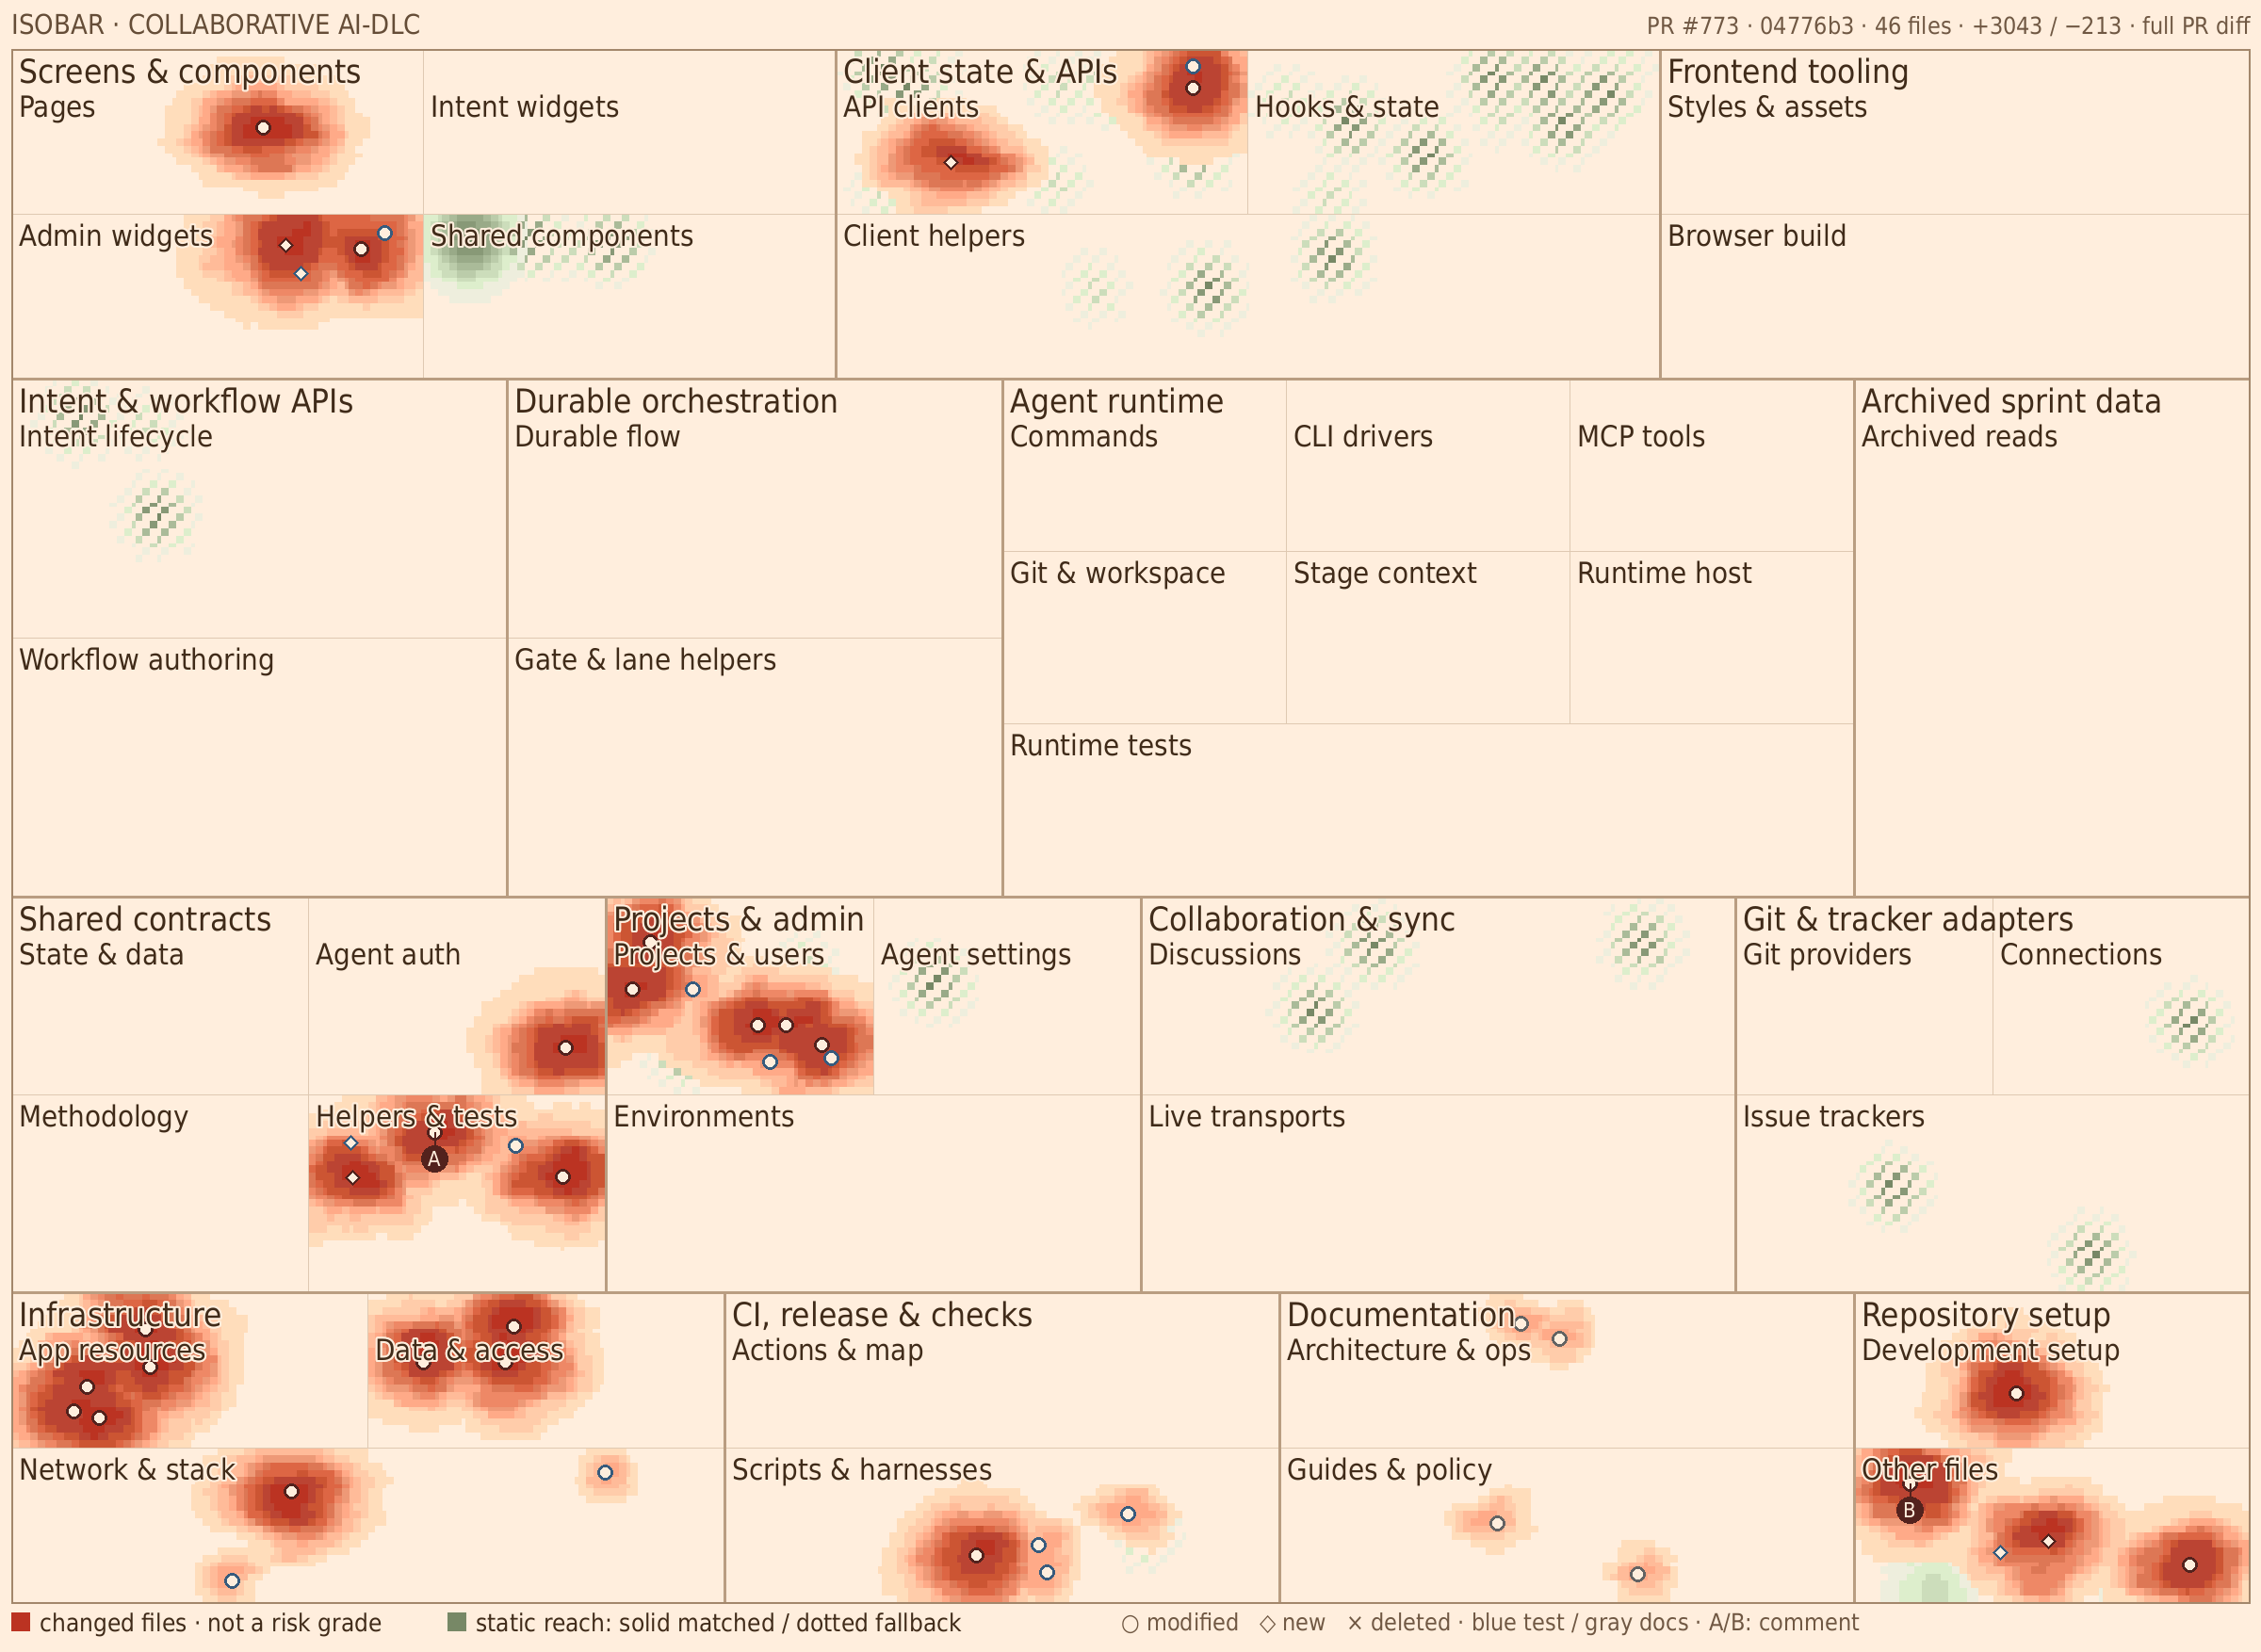 ISOBAR · COLLABORATIVE AI-DLC
PR #773 · 04776b3 · 46 files · +3043 / −213 · full PR diff
Screens & components
Pages
Intent widgets
Client state & APIs
API clients
Hooks & state
Frontend tooling
Styles & assets
Admin widgets
Shared components
Client helpers
Browser build
Intent & workflow APIs
Intent lifecycle
Durable orchestration
Durable flow
Agent runtime
Commands
CLI drivers
MCP tools
Archived sprint data
Archived reads
Git & workspace
Stage context
Runtime host
Workflow authoring
Gate & lane helpers
Runtime tests
Shared contracts
State & data
Agent auth
Projects & admin
Projects & users
Agent settings
Collaboration & sync
Discussions
Git & tracker adapters
Git providers
Connections
Methodology
Helpers & tests
A
Environments
Live transports
Issue trackers
Infrastructure
App resources
Data & access
CI, release & checks
Actions & map
Documentation
Architecture & ops
Repository setup
Development setup
Network & stack
Scripts & harnesses
Guides & policy
Other files
B
changed files · not a risk grade
static reach: solid matched / dotted fallback
○ modified ◇ new × deleted · blue test / gray docs · A/B: comment